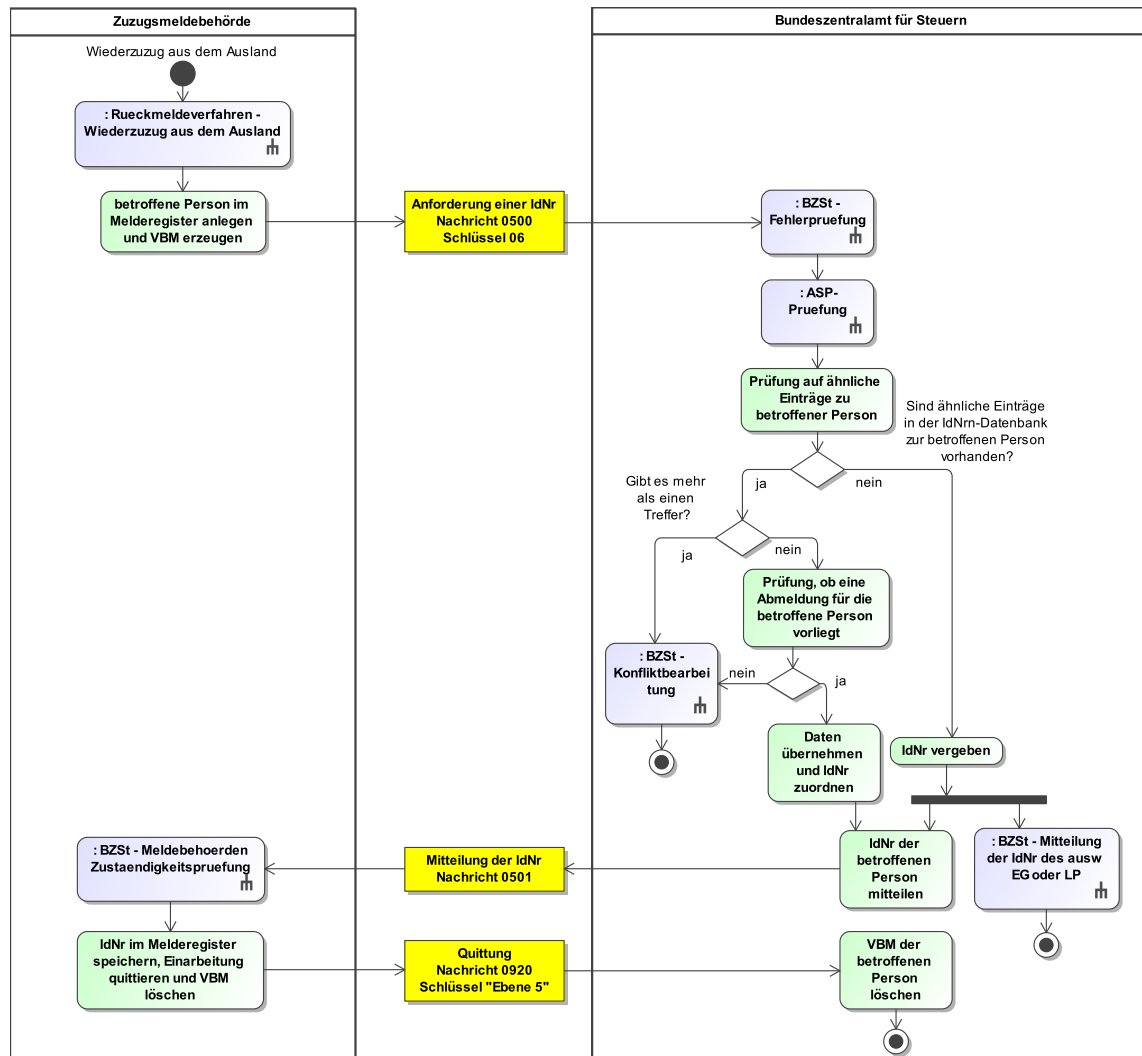 Zuzugsmeldebehörde
Bundeszentralamt für Steuern
Wiederzuzug aus dem Ausland
: Rueckmeldeverfahren -
Wiederzuzug aus dem Ausland
betroffene Person im
Melderegister anlegen
und VBM erzeugen
Anforderung einer IdNr
Nachricht 0500
Schlüssel 06
: BZSt -
Fehlerpruefung
: ASP-
Pruefung
Prüfung auf ähnliche
Einträge zu
betroffener Person
Sind ähnliche Einträge
in der IdNrn-Datenbank
zur betroffenen Person
vorhanden?
ja
nein
Gibt es mehr
als einen
Treffer?
ja
nein
Prüfung, ob eine
Abmeldung für die
betroffene Person
vorliegt
: BZSt -
Konfliktbearbei
tung
nein
ja
Daten
übernehmen
und IdNr
zuordnen
IdNr vergeben
: BZSt - Meldebehoerden
Zustaendigkeitspruefung
Mitteilung der IdNr
Nachricht 0501
IdNr der
betroffenen
Person
mitteilen
: BZSt - Mitteilung
der IdNr des ausw
EG oder LP
IdNr im Melderegister
speichern, Einarbeitung
quittieren und VBM
löschen
Quittung
Nachricht 0920
Schlüssel "Ebene 5"
VBM der
betroffenen
Person
löschen